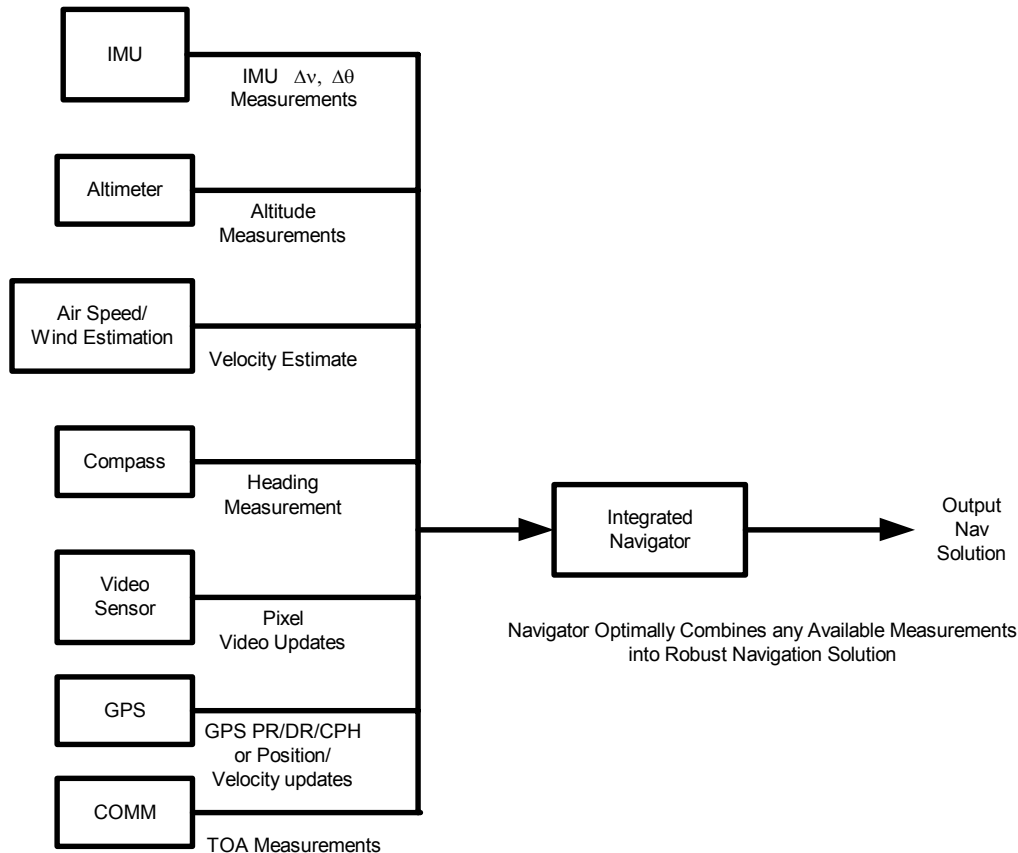 IMU
IMU Δν, Δθ
Measurements
Altimeter
Altitude
Measurements
Air Speed/
Wind Estimation
Velocity Estimate
Compass
Heading
Measurement
Video
Sensor
Pixel
Video Updates
GPS
GPS PR/DR/CPH
or Position/
Velocity updates
COMM
TOA Measurements
Integrated
Navigator
Output
Nav
Solution
Navigator Optimally Combines any Available Measurements
into Robust Navigation Solution